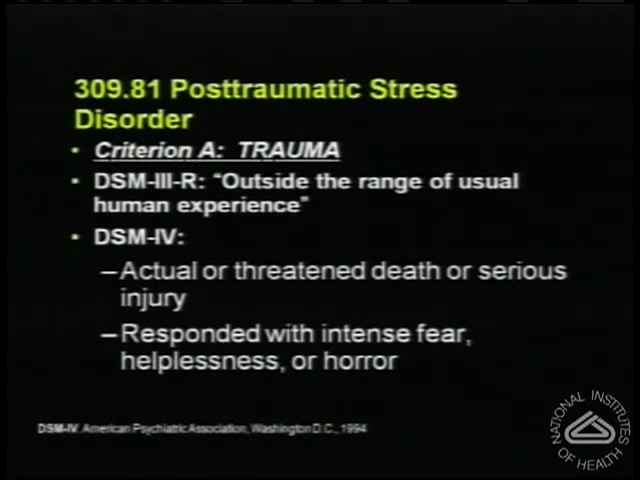 309.81 Posttraumatic Stress
Disorder
• Criterion A: TRAUMA
• DSM-III-R: "Outside the range of usual
human experience"
• DSM-IV:
–Actual or threatened death or serious
injury
–Responded with intense fear,
helplessness, or horror
DSM-IV. American Psychiatric Association, Washington D.C., 1994
NATIONAL INSTITUTES
OF HEALTH